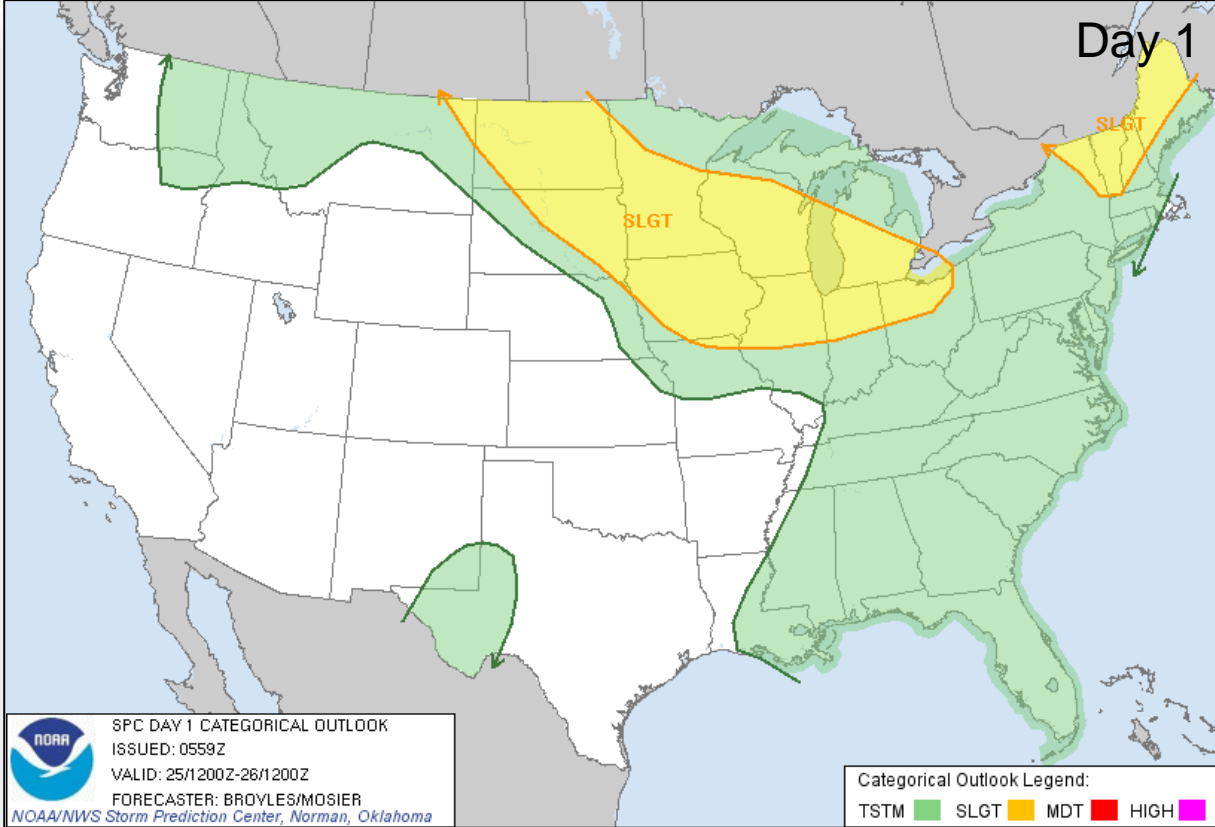 Day 1
SLGT
SLGT
NOAA
SPC DAY 1 CATEGORICAL OUTLOOK
ISSUED: 0559Z
VALID: 25/1200Z-26/1200Z
FORECASTER: BROYLES/MOSIER
NOAA/NWS Storm Prediction Center, Norman, Oklahoma
Categorical Outlook Legend:
TSTM SLGT MDT HIGH